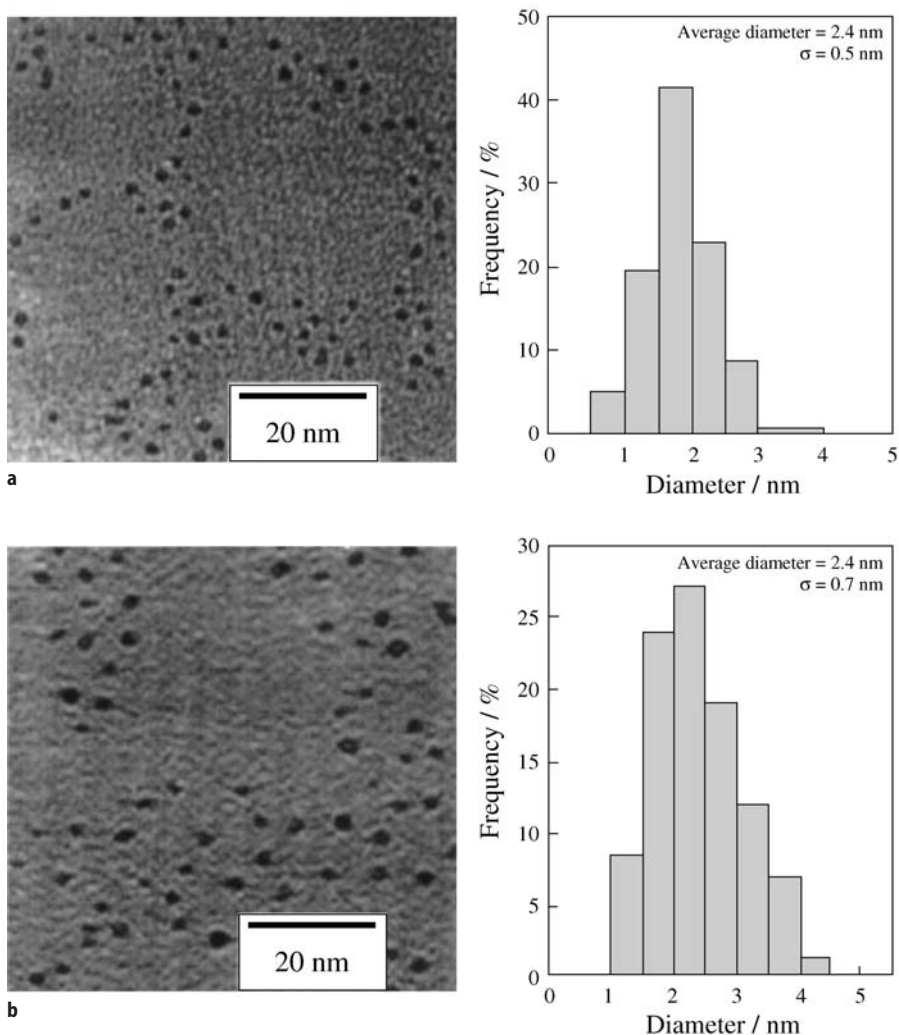 50
Average diameter = 2.4 nm
σ = 0.5 nm
40
30
20
10
0
0 1 2 3 4 5
Frequency / %
Diameter / nm
20 nm
a
30
Average diameter = 2.4 nm
σ = 0.7 nm
25
20
15
10
5
0
0 1 2 3 4 5
Frequency / %
Diameter / nm
20 nm
b